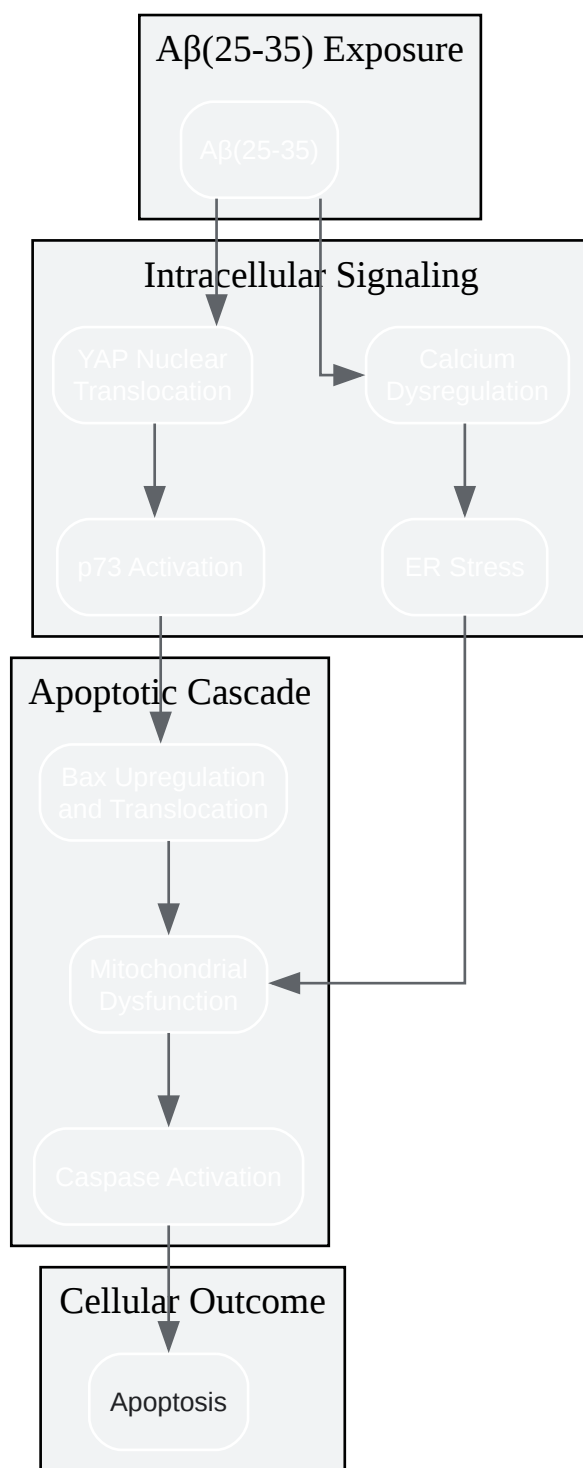 Aβ(25-35) Exposure
Aβ(25-35)
Intracellular Signaling
YAP Nuclear
Translocation
Calcium
Dysregulation
p73 Activation
ER Stress
Apoptotic Cascade
Bax Upregulation
and Translocation
Mitochondrial
Dysfunction
Caspase Activation
Cellular Outcome
Apoptosis